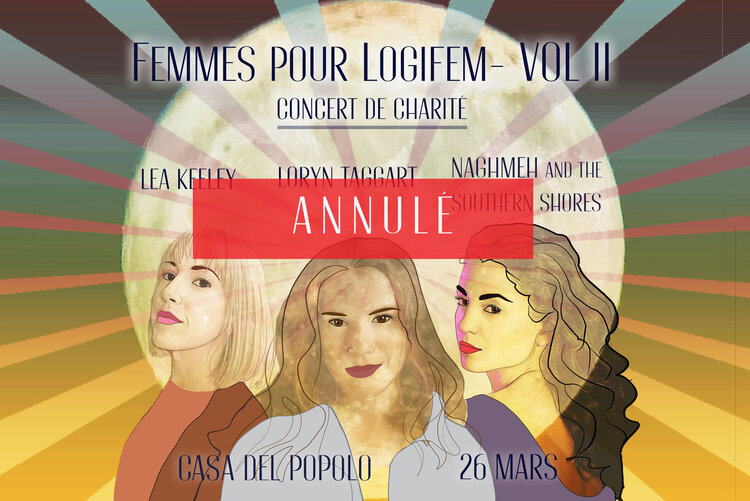 FEMMES POUR LOGIFEM- VOL II
CONCERT DE CHARITÉ
LEA KEELEY
LORYN TAGGART
NAGHMEH AND THE
SOUTHERN SHORES
ANNULÉ
CASA DEL POPOLO
26 MARS